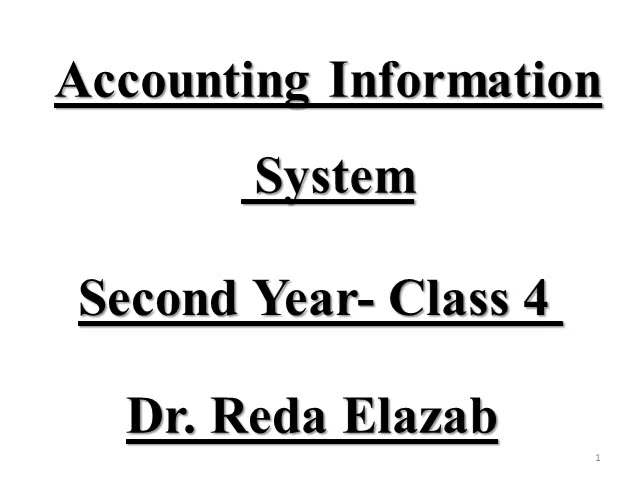 Accounting Information
System
Second Year- Class 4
Dr. Reda Elazab
1